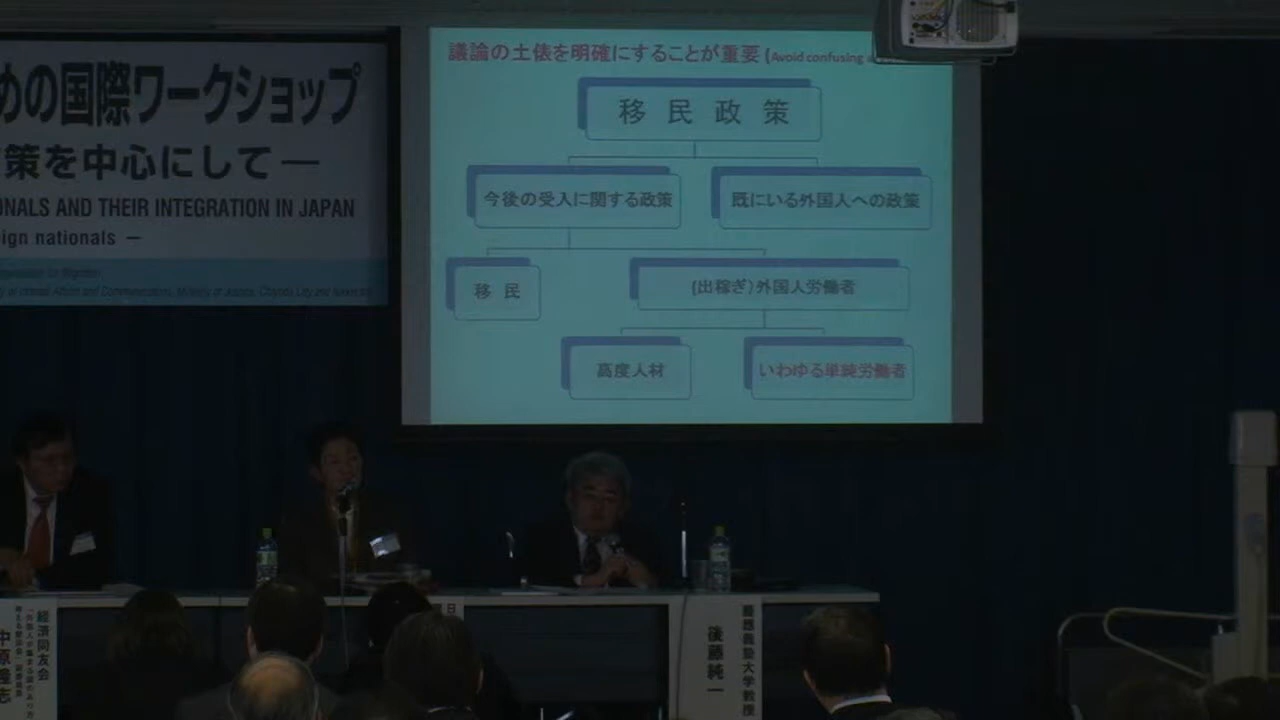 めの国際ワークショップ
策を中心にして―
ONALS AND THEIR INTEGRATION IN JAPAN
ign nationals －
議論の土俵を明確にすることが重要 (Avoid confusing
移民政策
今後の受入に関する政策
既にいる外国人への政策
移民
(出稼ぎ)外国人労働者
高度人材
いわゆる単純労働者
経済同友会
中原隆志
日
慶應義塾大学教授
後藤純一